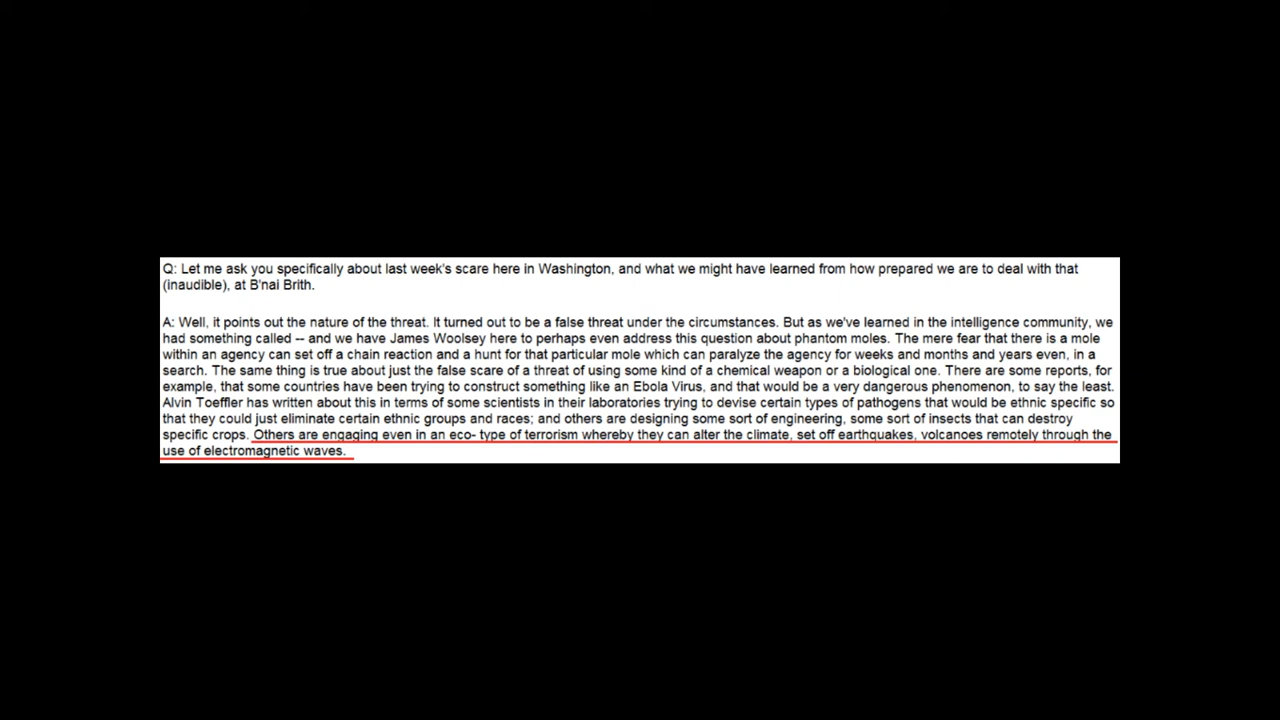 Q: Let me ask you specifically about last week's scare here in Washington, and what we might have learned from how prepared we are to deal with that
(inaudible), at B'nai Brith.
A: Well, it points out the nature of the threat. It turned out to be a false threat under the circumstances. But as we've learned in the intelligence community, we
had something called -- and we have James Woolsey here to perhaps even address this question about phantom moles. The mere fear that there is a mole
within an agency can set off a chain reaction and a hunt for that particular mole which can paralyze the agency for weeks and months and years even, in a
search. The same thing is true about just the false scare of a threat of using some kind of a chemical weapon or a biological one. There are some reports, for
example, that some countries have been trying to construct something like an Ebola Virus, and that would be a very dangerous phenomenon, to say the least.
Alvin Toeffler has written about this in terms of some scientists in their laboratories trying to devise certain types of pathogens that would be ethnic specific so
that they could just eliminate certain ethnic groups and races; and others are designing some sort of engineering, some sort of insects that can destroy
specific crops. Others are engaging even in an eco- type of terrorism whereby they can alter the climate, set off earthquakes, volcanoes remotely through the
use of electromagnetic waves.